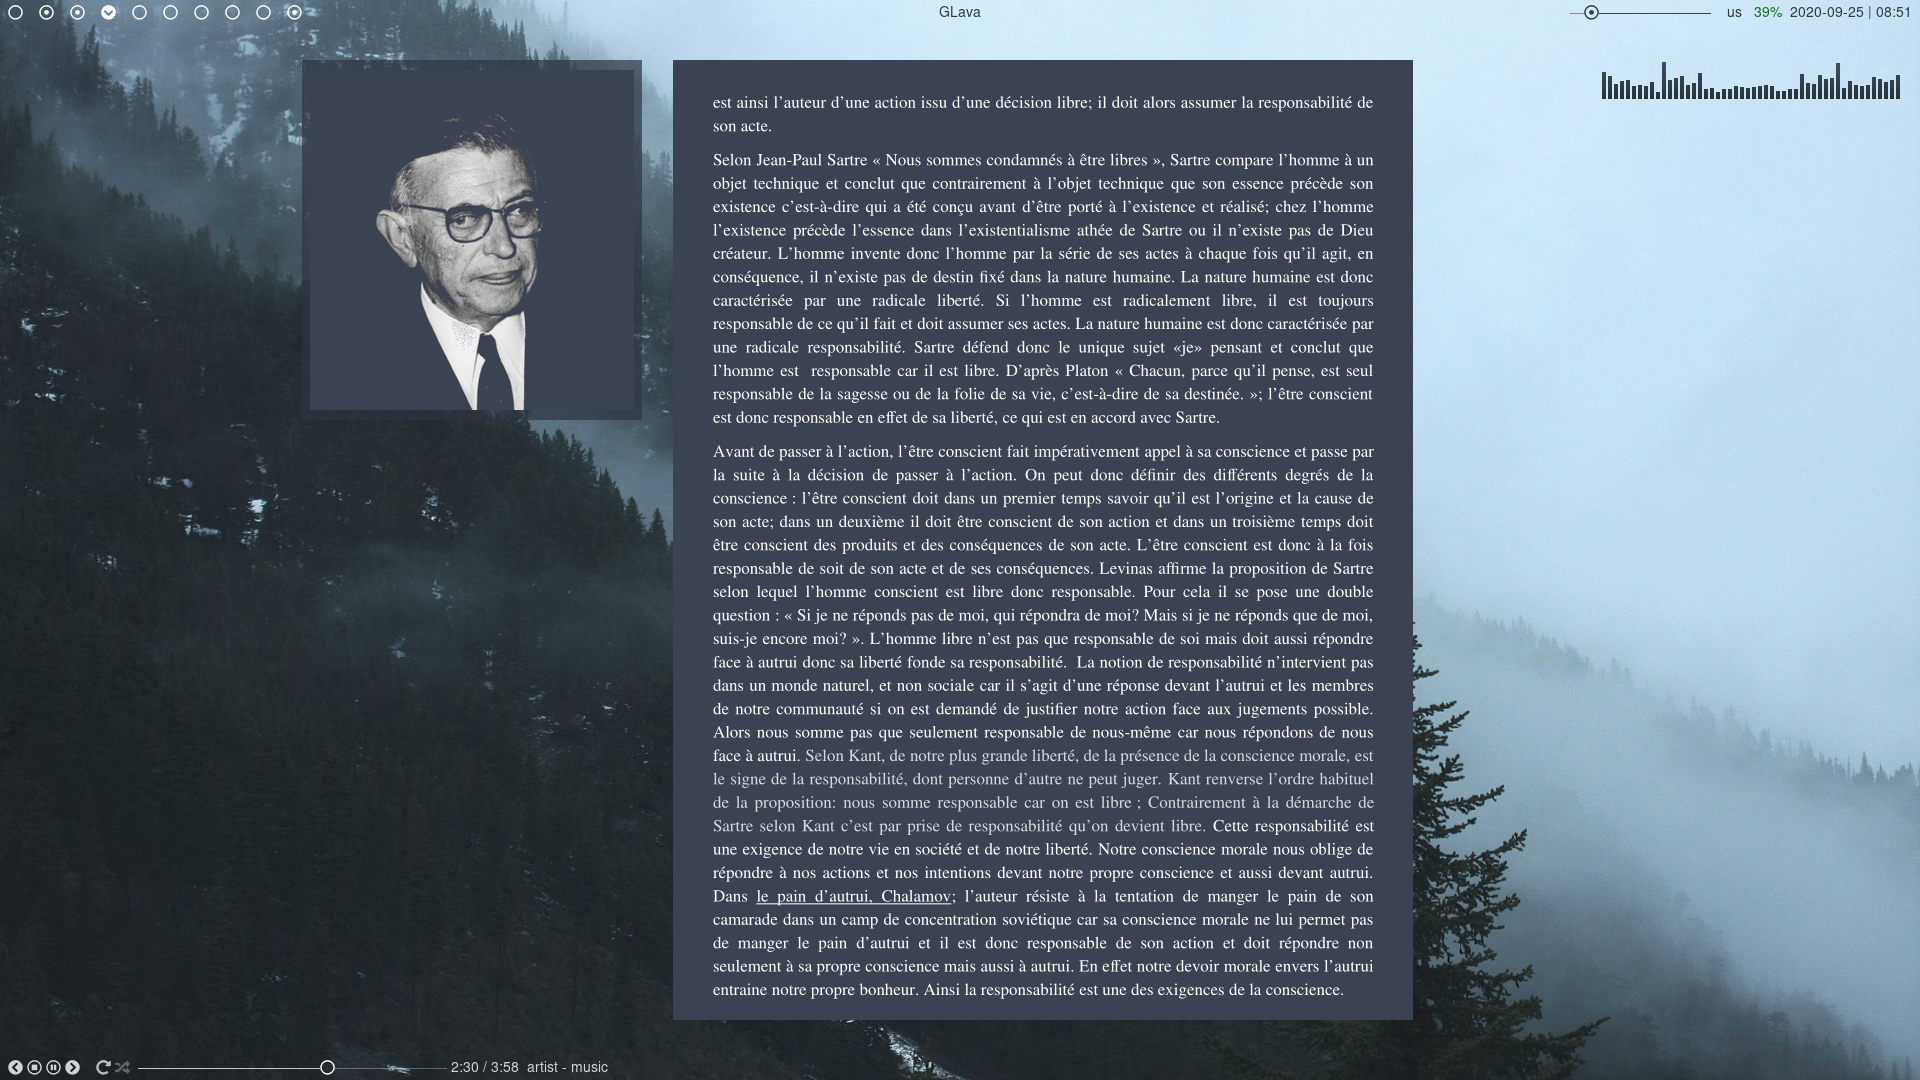 GLava
us 39% 2020-09-25 | 08:51
est ainsi l’auteur d’une action issu d’une décision libre; il doit alors assumer la responsabilité de
son acte.
Selon Jean-Paul Sartre « Nous sommes condamnés à être libres », Sartre compare l’homme à un
objet technique et conclut que contrairement à l’objet technique que son essence précède son
existence c’est-à-dire qui a été conçu avant d’être porté à l’existence et réalisé; chez l’homme
l’existence précède l’essence dans l’existentialisme athée de Sartre ou il n’existe pas de Dieu
créateur. L’homme invente donc l’homme par la série de ses actes à chaque fois qu’il agit, en
conséquence, il n’existe pas de destin fixé dans la nature humaine. La nature humaine est donc
caractérisée par une radicale liberté. Si l’homme est radicalement libre, il est toujours
responsable de ce qu’il fait et doit assumer ses actes. La nature humaine est donc caractérisée par
une radicale responsabilité. Sartre défend donc le unique sujet «je» pensant et conclut que
l’homme est  responsable car il est libre. D’après Platon « Chacun, parce qu’il pense, est seul
responsable de la sagesse ou de la folie de sa vie, c’est-à-dire de sa destinée. »; l’être conscient
est donc responsable en effet de sa liberté, ce qui est en accord avec Sartre.
Avant de passer à l’action, l’être conscient fait impérativement appel à sa conscience et passe par
la suite à la décision de passer à l’action. On peut donc définir des différents degrés de la
conscience : l’être conscient doit dans un premier temps savoir qu’il est l’origine et la cause de
son acte; dans un deuxième il doit être conscient de son action et dans un troisième temps doit
être conscient des produits et des conséquences de son acte. L’être conscient est donc à la fois
responsable de soit de son acte et de ses conséquences. Levinas affirme la proposition de Sartre
selon lequel l’homme conscient est libre donc responsable. Pour cela il se pose une double
question : « Si je ne réponds pas de moi, qui répondra de moi? Mais si je ne réponds que de moi,
suis-je encore moi? ». L’homme libre n’est pas que responsable de soi mais doit aussi répondre
face à autrui donc sa liberté fonde sa responsabilité.  La notion de responsabilité n’intervient pas
dans un monde naturel, et non sociale car il s’agit d’une réponse devant l’autrui et les membres
de notre communauté si on est demandé de justifier notre action face aux jugements possible.
Alors nous somme pas que seulement responsable de nous-même car nous répondons de nous
face à autrui. Selon Kant, de notre plus grande liberté, de la présence de la conscience morale, est
le signe de la responsabilité, dont personne d’autre ne peut juger. Kant renverse l’ordre habituel
de la proposition: nous somme responsable car on est libre ; Contrairement à la démarche de
Sartre selon Kant c’est par prise de responsabilité qu’on devient libre. Cette responsabilité est
une exigence de notre vie en société et de notre liberté. Notre conscience morale nous oblige de
répondre à nos actions et nos intentions devant notre propre conscience et aussi devant autrui.
Dans le pain d’autrui, Chalamov; l’auteur résiste à la tentation de manger le pain de son
camarade dans un camp de concentration soviétique car sa conscience morale ne lui permet pas
de manger le pain d’autrui et il est donc responsable de son action et doit répondre non
seulement à sa propre conscience mais aussi à autrui. En effet notre devoir morale envers l’autrui
entraine notre propre bonheur. Ainsi la responsabilité est une des exigences de la conscience.
2:30 / 3:58 artist - music